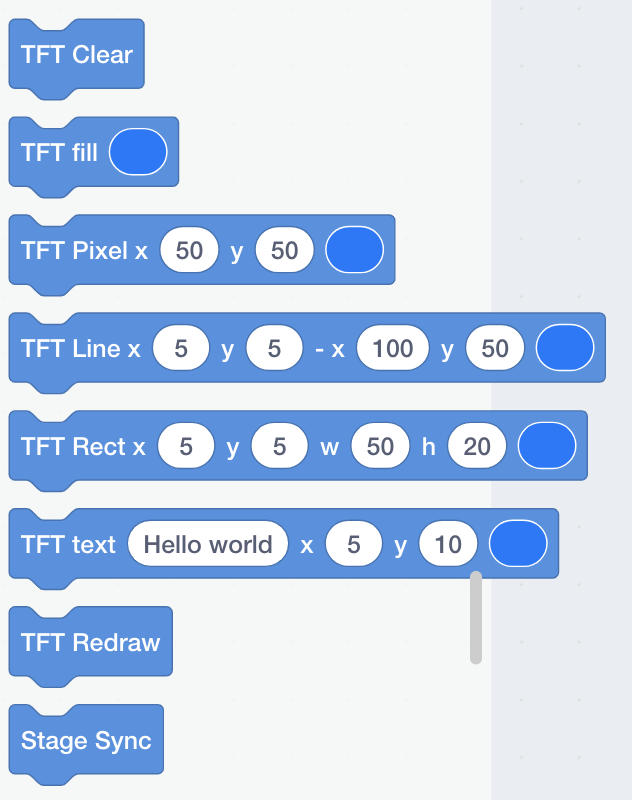 TFT Clear
TFT fill
TFT Pixel x 50 y 50
TFT Line x 5 y 5 - x 100 y 50
TFT Rect x 5 y 5 w 50 h 20
TFT text Hello world x 5 y 10
TFT Redraw
Stage Sync